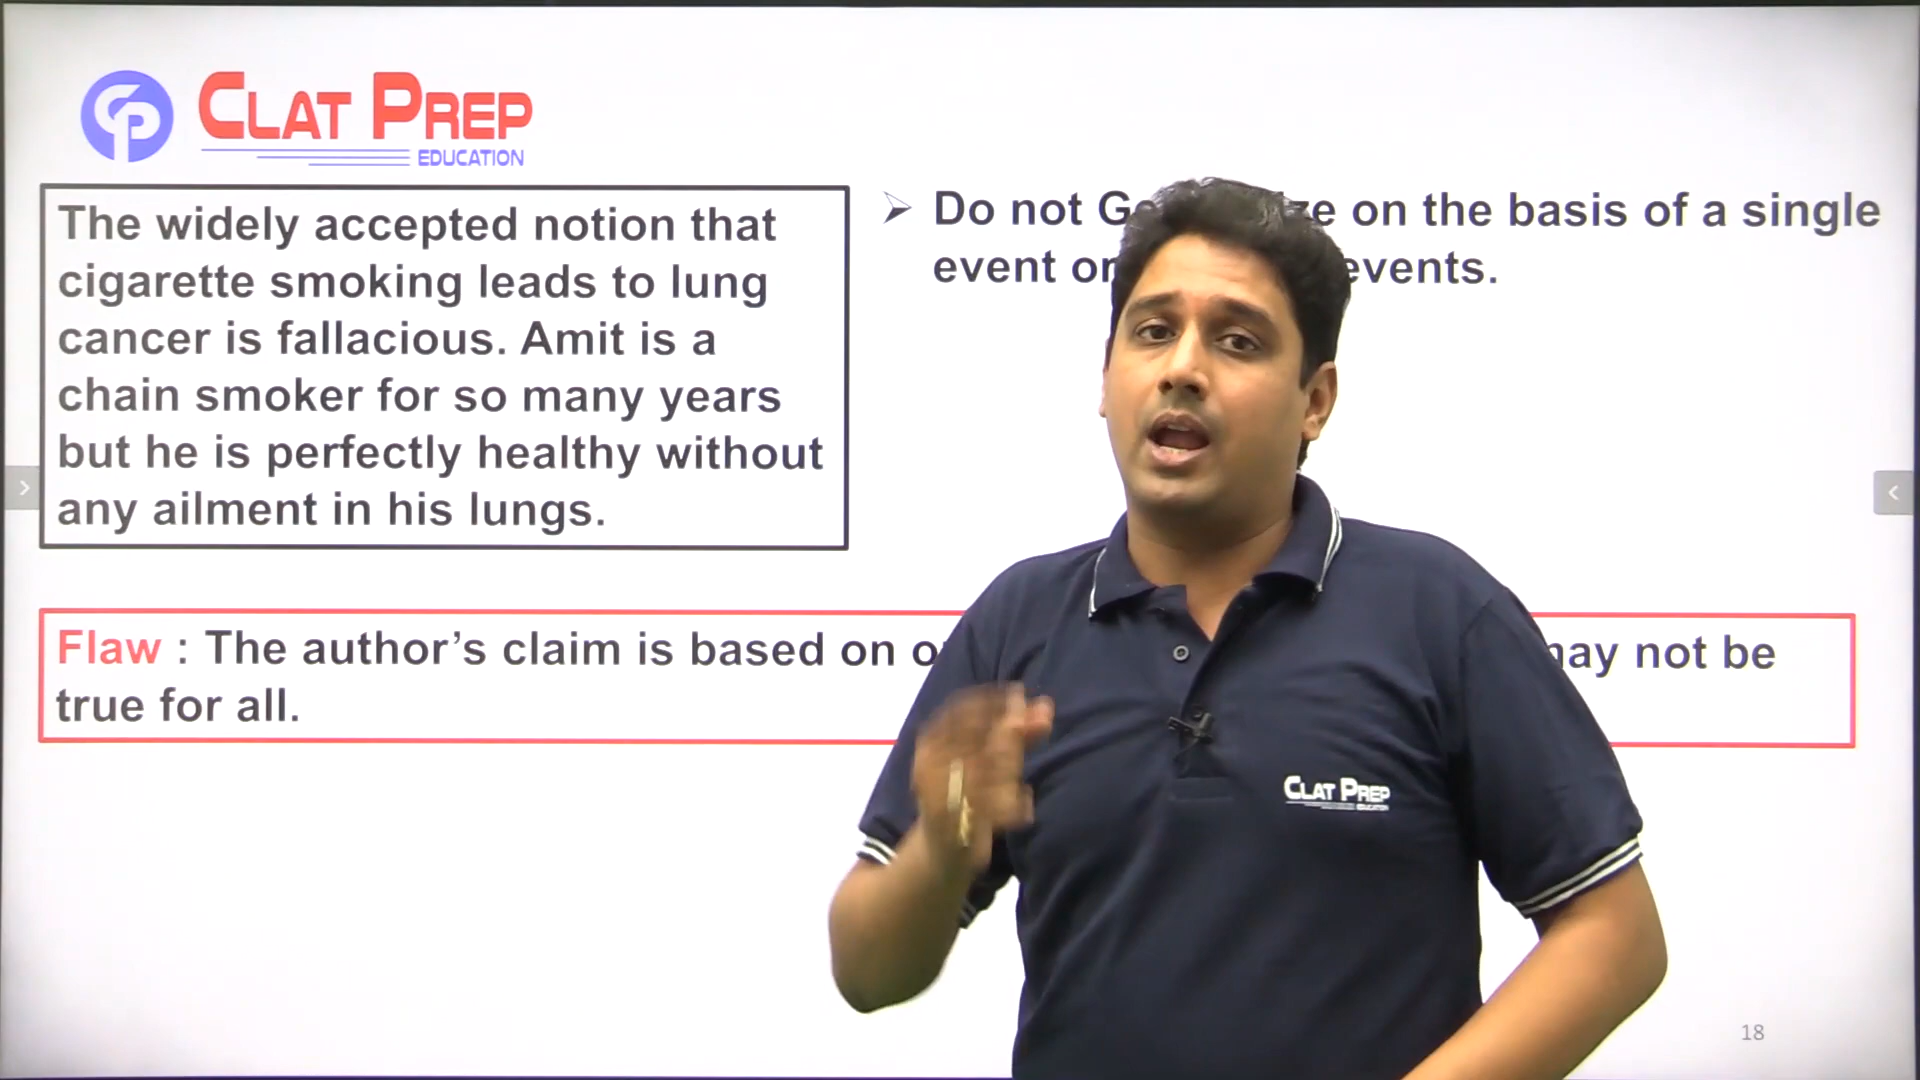 CLAT PREP
EDUCATION
The widely accepted notion that
cigarette smoking leads to lung
cancer is fallacious. Amit is a
chain smoker for so many years
but he is perfectly healthy without
any ailment in his lungs.
Do not on the basis of a single
event events.
Flaw : The author’s claim is based on may not be
true for all.
CLAT PREP
EDUCATION
18